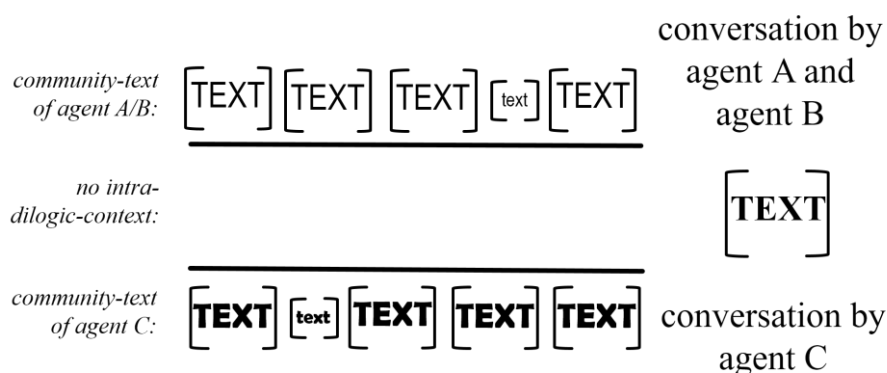 community-text
of agent A/B:
[TEXT] [TEXT] [TEXT] [text] [TEXT]
conversation by
agent A and
agent B
no intra-
dilogic-context:
[TEXT]
community-text
of agent C:
[TEXT] [text] [TEXT] [TEXT] [TEXT]
conversation by
agent C